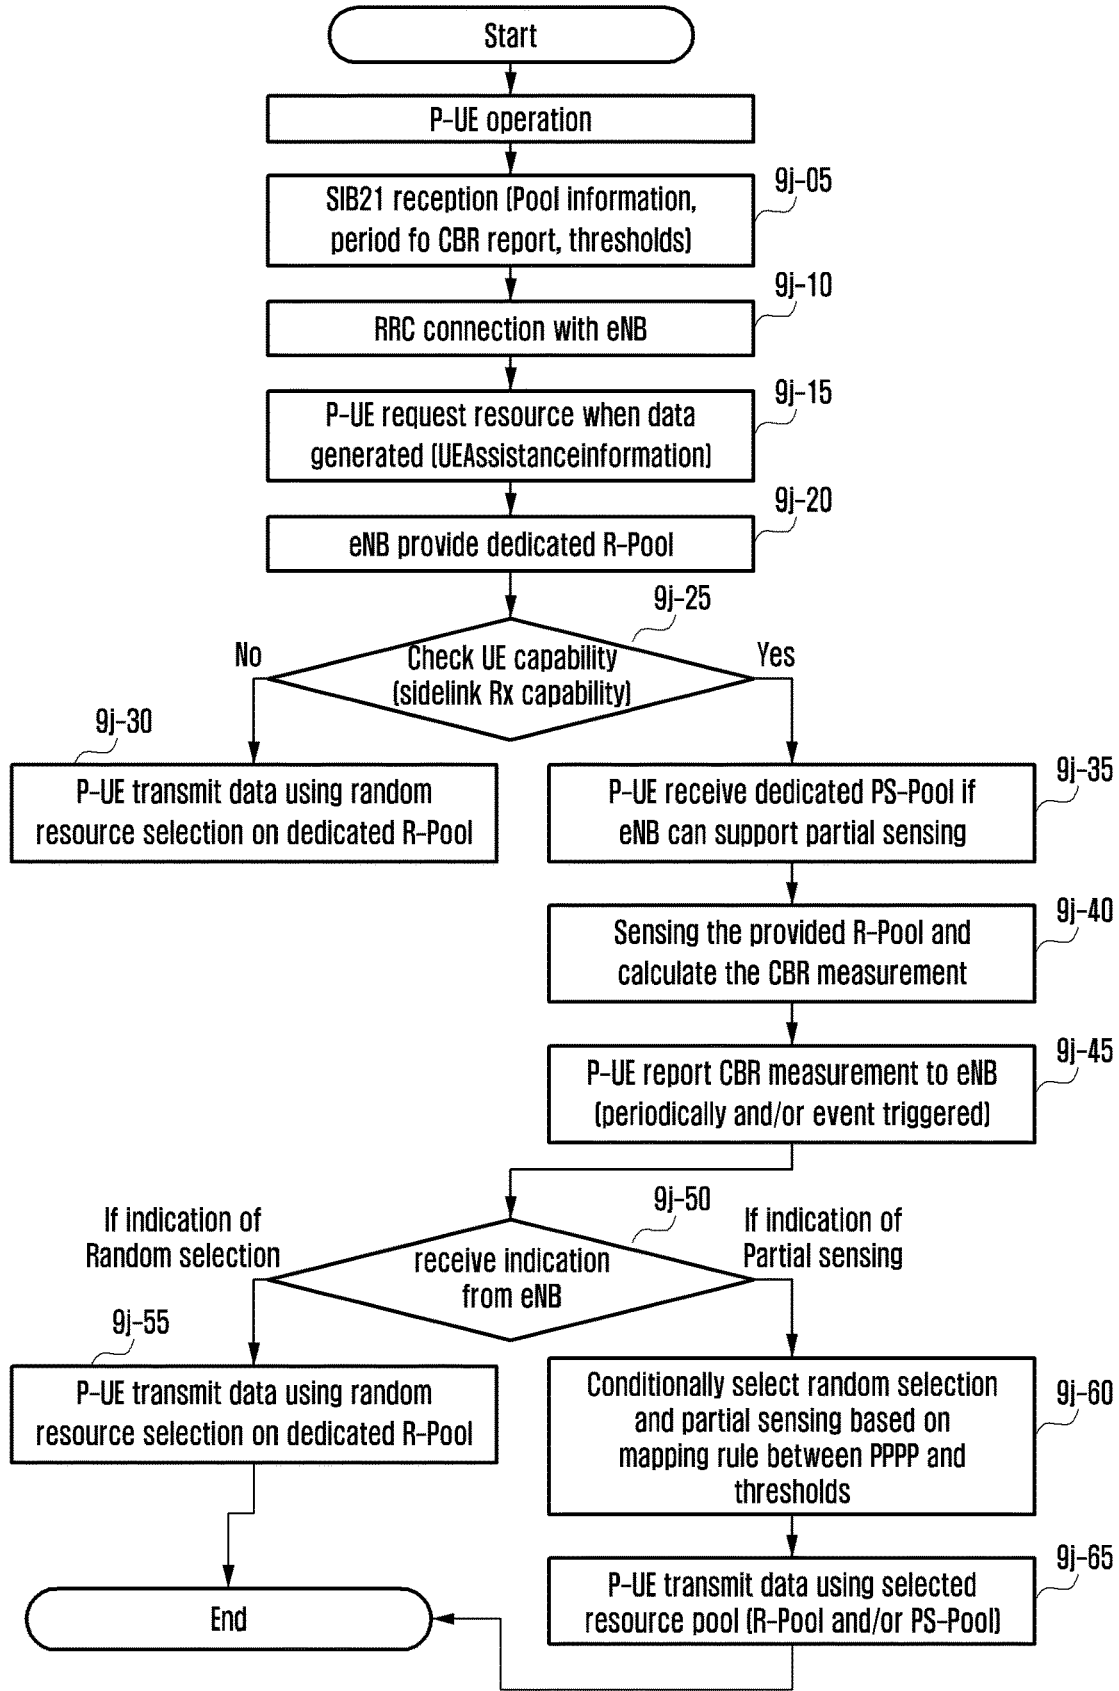 Start
P-UE operation
9j-05
SIB21 reception (Pool information,
period fo CBR report, thresholds)
9j-10
RRC connection with eNB
9j-15
P-UE request resource when data
generated (UEAssistanceinformation)
9j-20
eNB provide dedicated R-Pool
9j-25
No
Check UE capability
(sidelink Rx capability)
Yes
9j-30
P-UE transmit data using random
resource selection on dedicated R-Pool
9j-35
P-UE receive dedicated PS-Pool if
eNB can support partial sensing
9j-40
Sensing the provided R-Pool and
calculate the CBR measurement
9j-45
P-UE report CBR measurement to eNB
(periodically and/or event triggered)
9j-50
If indication of
Random selection
receive indication
from eNB
If indication of
Partial sensing
9j-55
P-UE transmit data using random
resource selection on dedicated R-Pool
9j-60
Conditionally select random selection
and partial sensing based on
mapping rule between PPPP and
thresholds
9j-65
P-UE transmit data using selected
resource pool (R-Pool and/or PS-Pool)
End